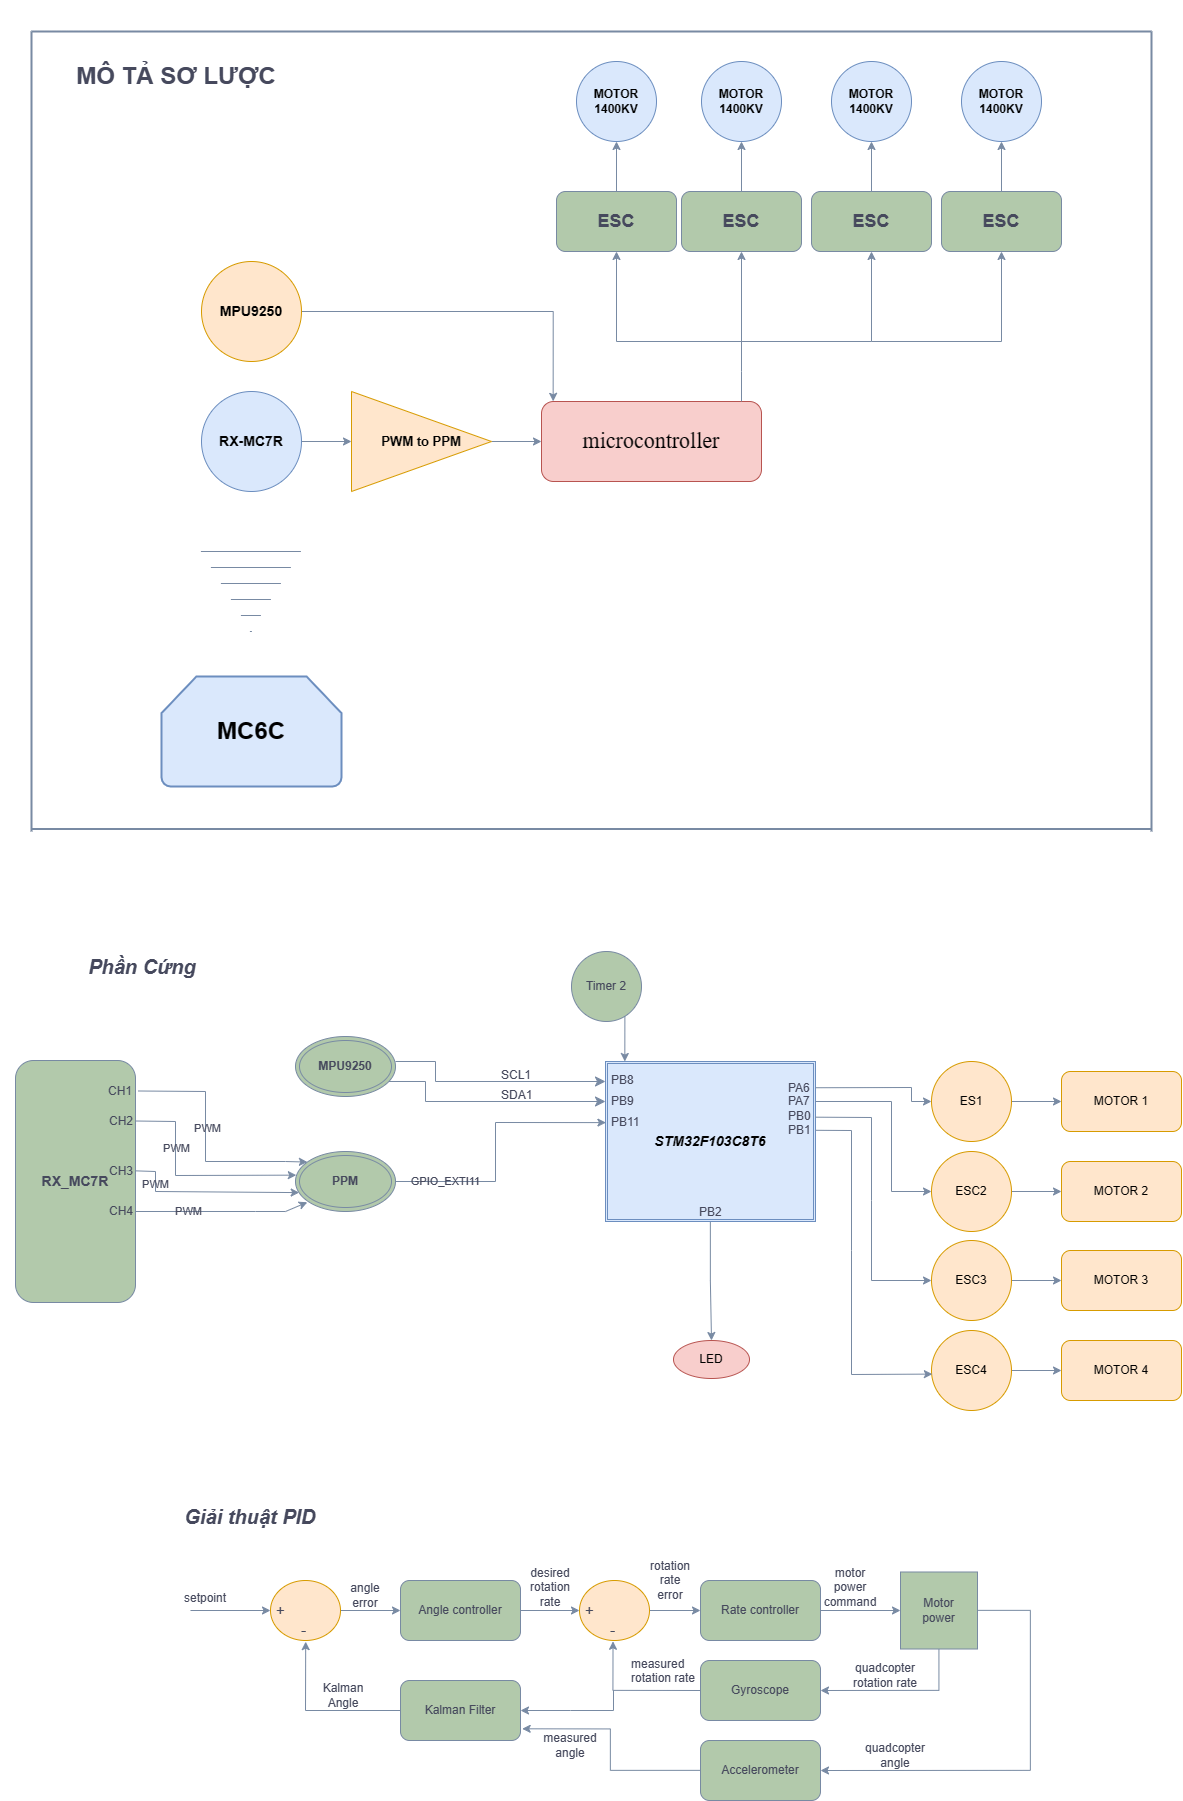 MÔ TẢ SƠ LƯỢC
MOTOR
1400KV
MOTOR
1400KV
MOTOR
1400KV
MOTOR
1400KV
ESC
ESC
ESC
ESC
MPU9250
RX-MC7R
PWM to PPM
microcontroller
MC6C
Phần Cứng
Timer 2
MPU9250
SCL1
SDA1
PB8
PB9
PB11
STM32F103C8T6
PA6
PA7
PB0
PB1
PB2
RX_MC7R
CH1
CH2
CH3
CH4
PWM
PWM
PWM
PWM
PPM
GPIO_EXTI11
LED
ES1
MOTOR 1
ESC2
MOTOR 2
ESC3
MOTOR 3
ESC4
MOTOR 4
Giải thuật PID
setpoint
+
-
angle
error
Angle controller
desired
rotation
rate
+
-
rotation
rate
error
Rate controller
motor
power
command
Motor
power
Kalman
Angle
Kalman Filter
measured
rotation rate
Gyroscope
quadcopter
rotation rate
measured
angle
Accelerometer
quadcopter
angle